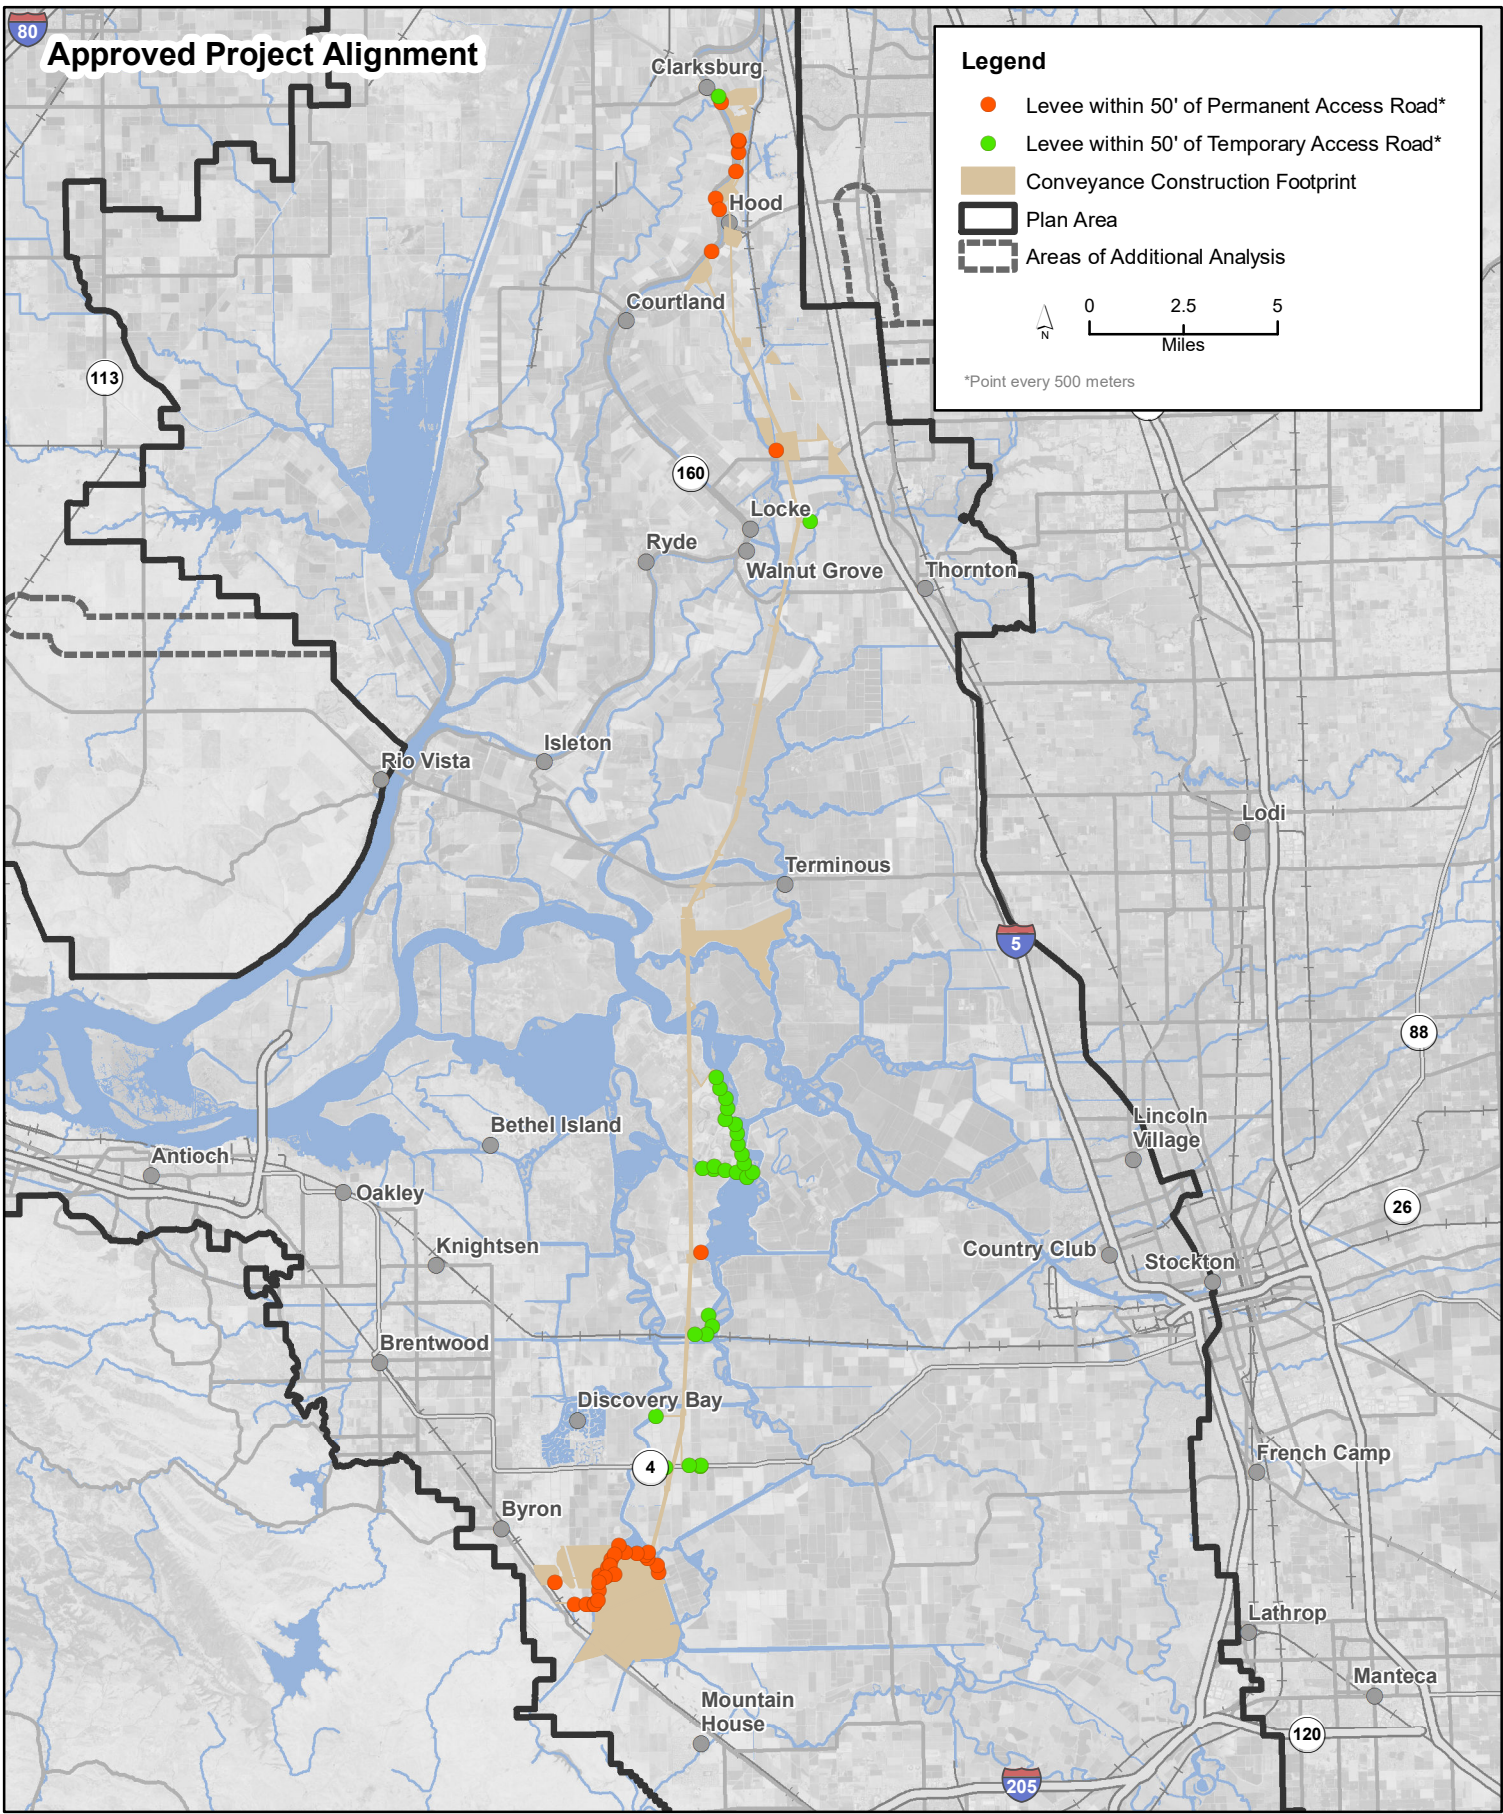 80
Approved Project Alignment
Legend
Levee within 50' of Permanent Access Road*
Levee within 50' of Temporary Access Road*
Conveyance Construction Footprint
Plan Area
Areas of Additional Analysis
N
0 2.5 5
Miles
*Point every 500 meters
Clarksburg
Hood
Courtland
113
160
Locke
Ryde
Walnut Grove
Thornton
Isleton
Rio Vista
Lodi
Terminous
5
88
Lincoln
Village
Bethel Island
Antioch
Oakley
26
Knightsen
Country Club
Stockton
Brentwood
Discovery Bay
4
French Camp
Byron
Lathrop
Manteca
Mountain
House
120
205